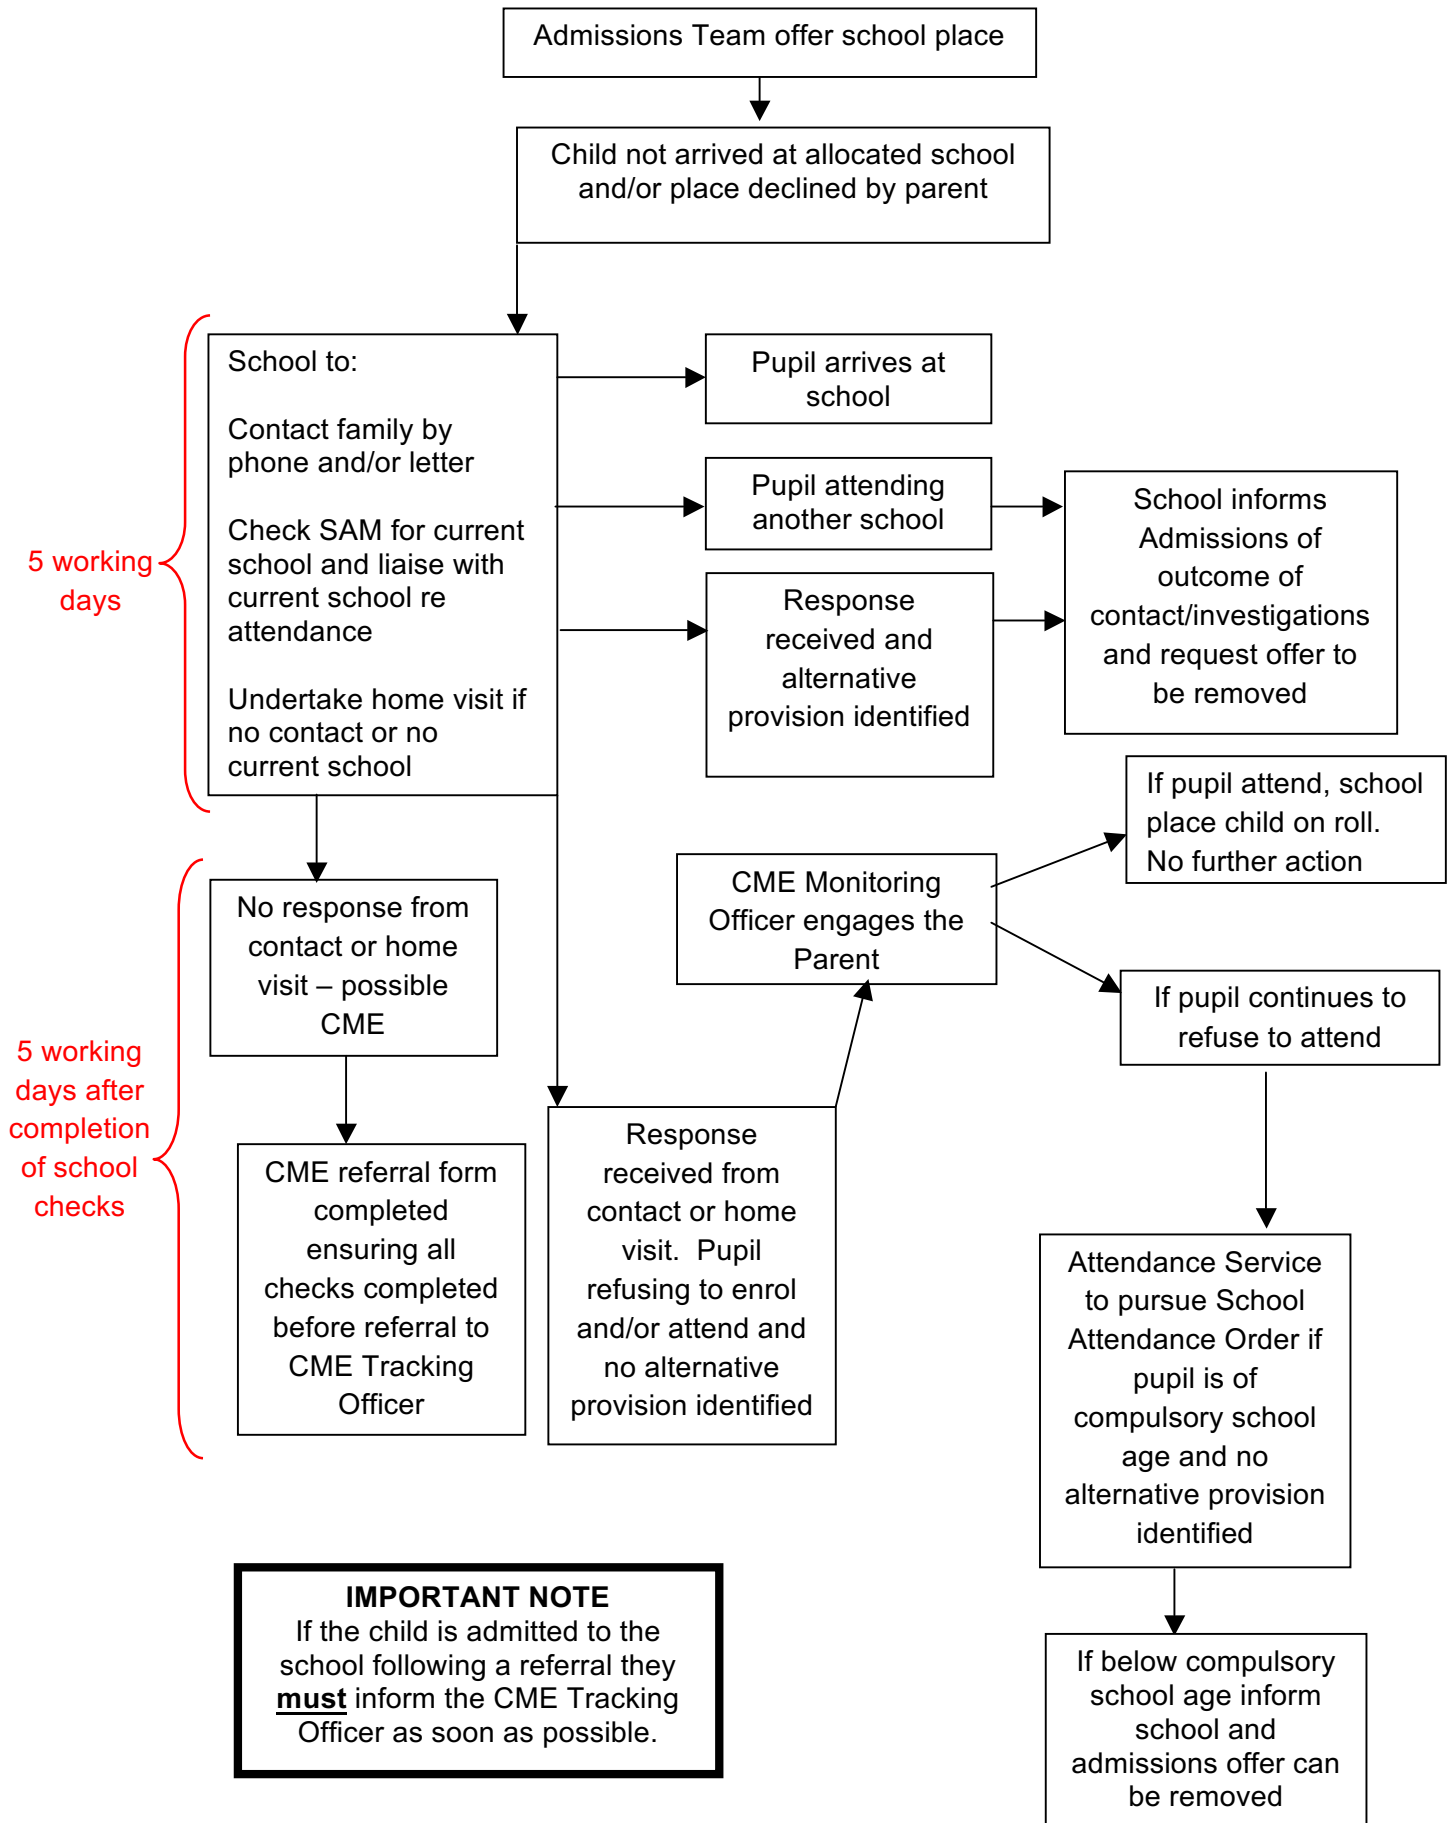 Admissions Team offer school place
Child not arrived at allocated school
and/or place declined by parent
5 working
days
School to:
Contact family by
phone and/or letter
Check SAM for current
school and liaise with
current school re
attendance
Undertake home visit if
no contact or no
current school
Pupil arrives at
school
Pupil attending
another school
Response
received and
alternative
provision identified
School informs
Admissions of
outcome of
contact/investigations
and request offer to
be removed
If pupil attend, school
place child on roll.
No further action
CME Monitoring
Officer engages the
Parent
If pupil continues to
refuse to attend
5 working
days after
completion
of school
checks
No response from
contact or home
visit – possible
CME
CME referral form
completed
ensuring all
checks completed
before referral to
CME Tracking
Officer
Response
received from
contact or home
visit.  Pupil
refusing to enrol
and/or attend and
no alternative
provision identified
Attendance Service
to pursue School
Attendance Order if
pupil is of
compulsory school
age and no
alternative provision
identified
IMPORTANT NOTE
If the child is admitted to the
school following a referral they
must inform the CME Tracking
Officer as soon as possible.
If below compulsory
school age inform
school and
admissions offer can
be removed